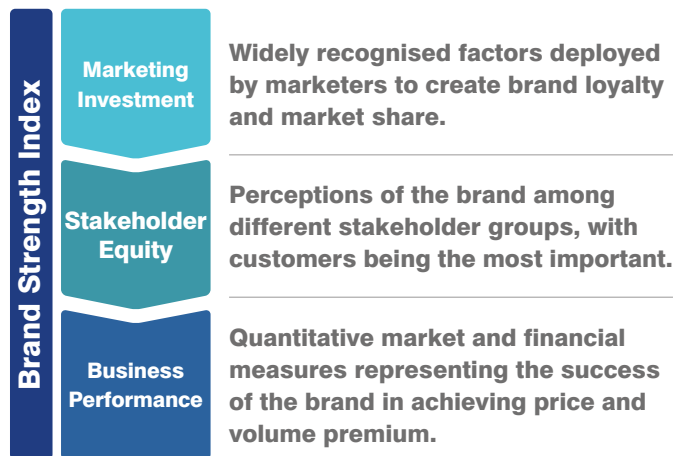 Brand Strength Index
Marketing
Investment
Widely recognised factors deployed
by marketers to create brand loyalty
and market share.
Stakeholder
Equity
Perceptions of the brand among
different stakeholder groups, with
customers being the most important.
Business
Performance
Quantitative market and financial
measures representing the success
of the brand in achieving price and
volume premium.